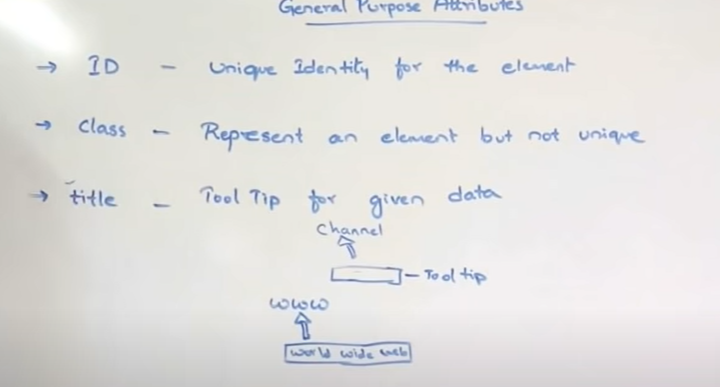 General Purpose Attributes
→ ID - Unique Identity for the element
→ Class - Represent an element but not unique
→ title - Tool Tip for given data
Channel
- Tool tip
WWW
World wide web